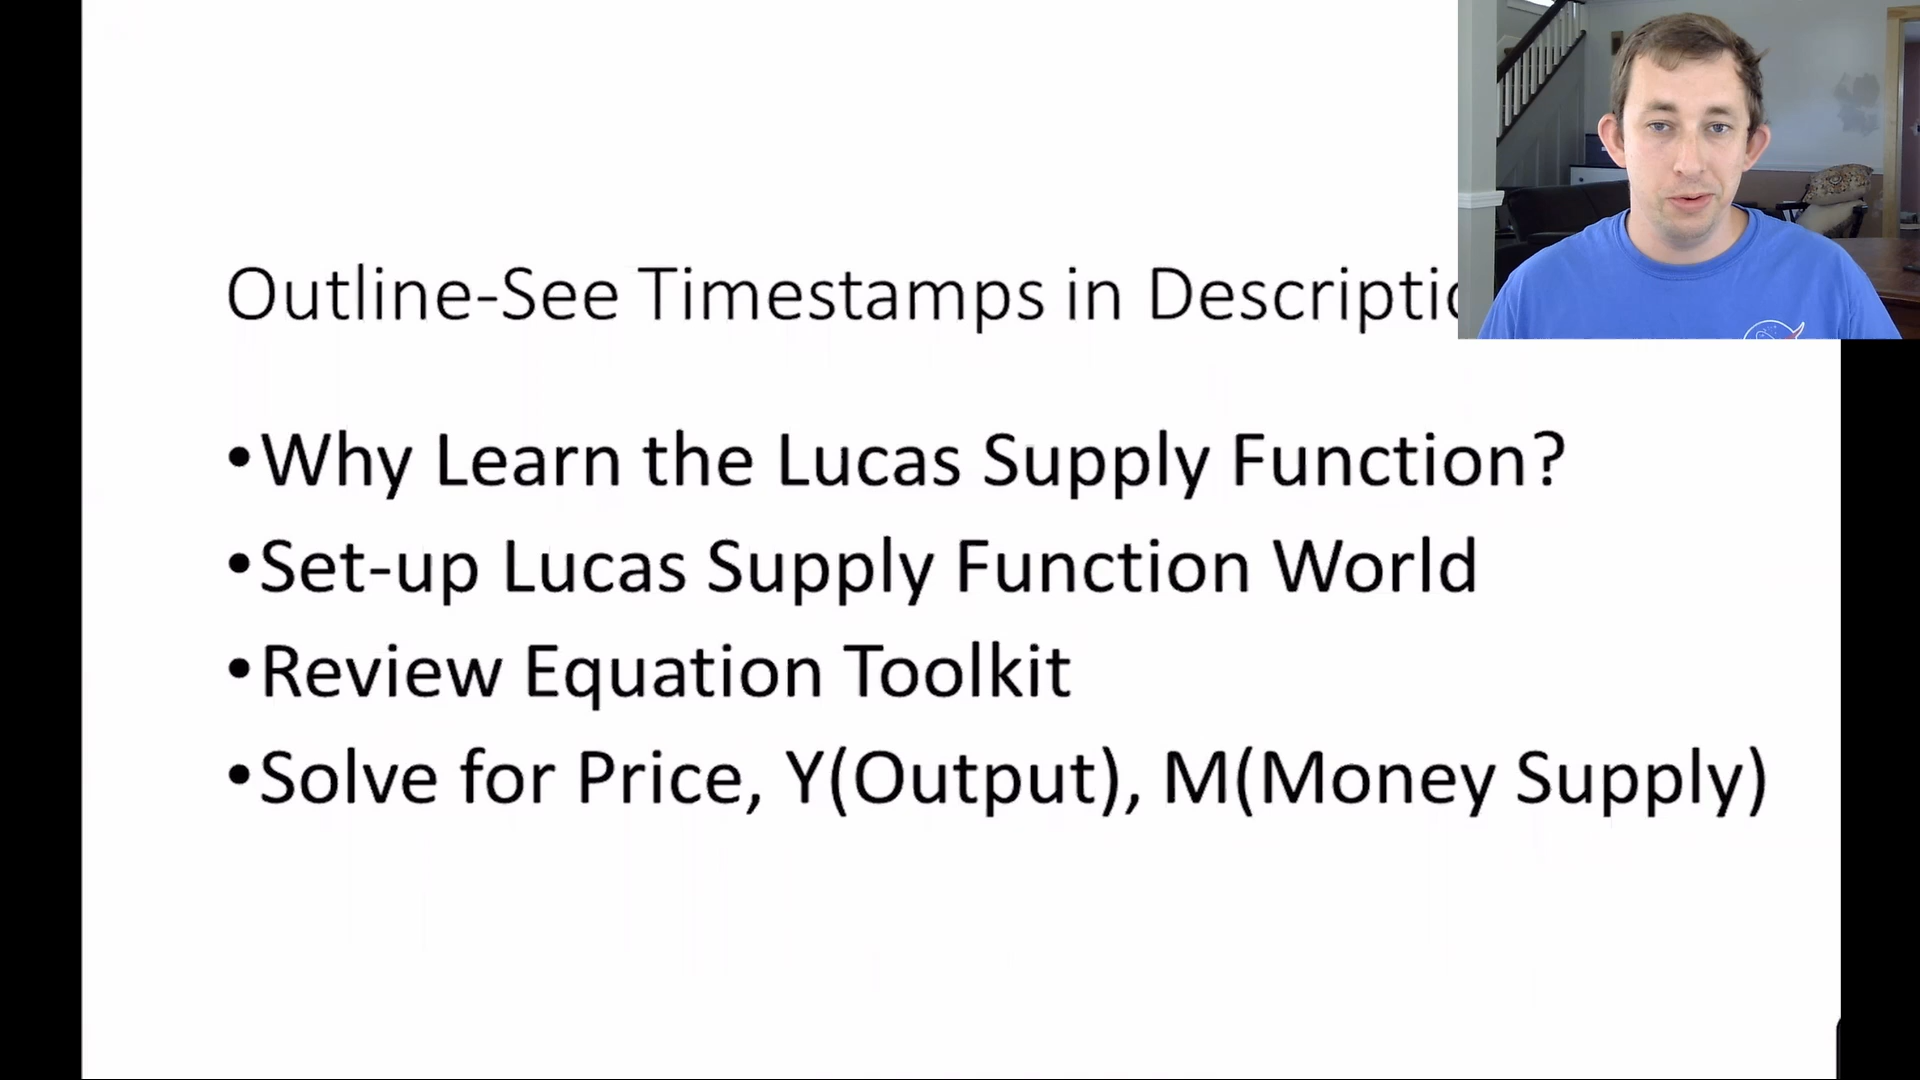 Outline-See Timestamps in
•Why Learn the Lucas Supply Function?
•Set-up Lucas Supply Function World
•Review Equation Toolkit
•Solve for Price, Y(Output), M(Money Supply)